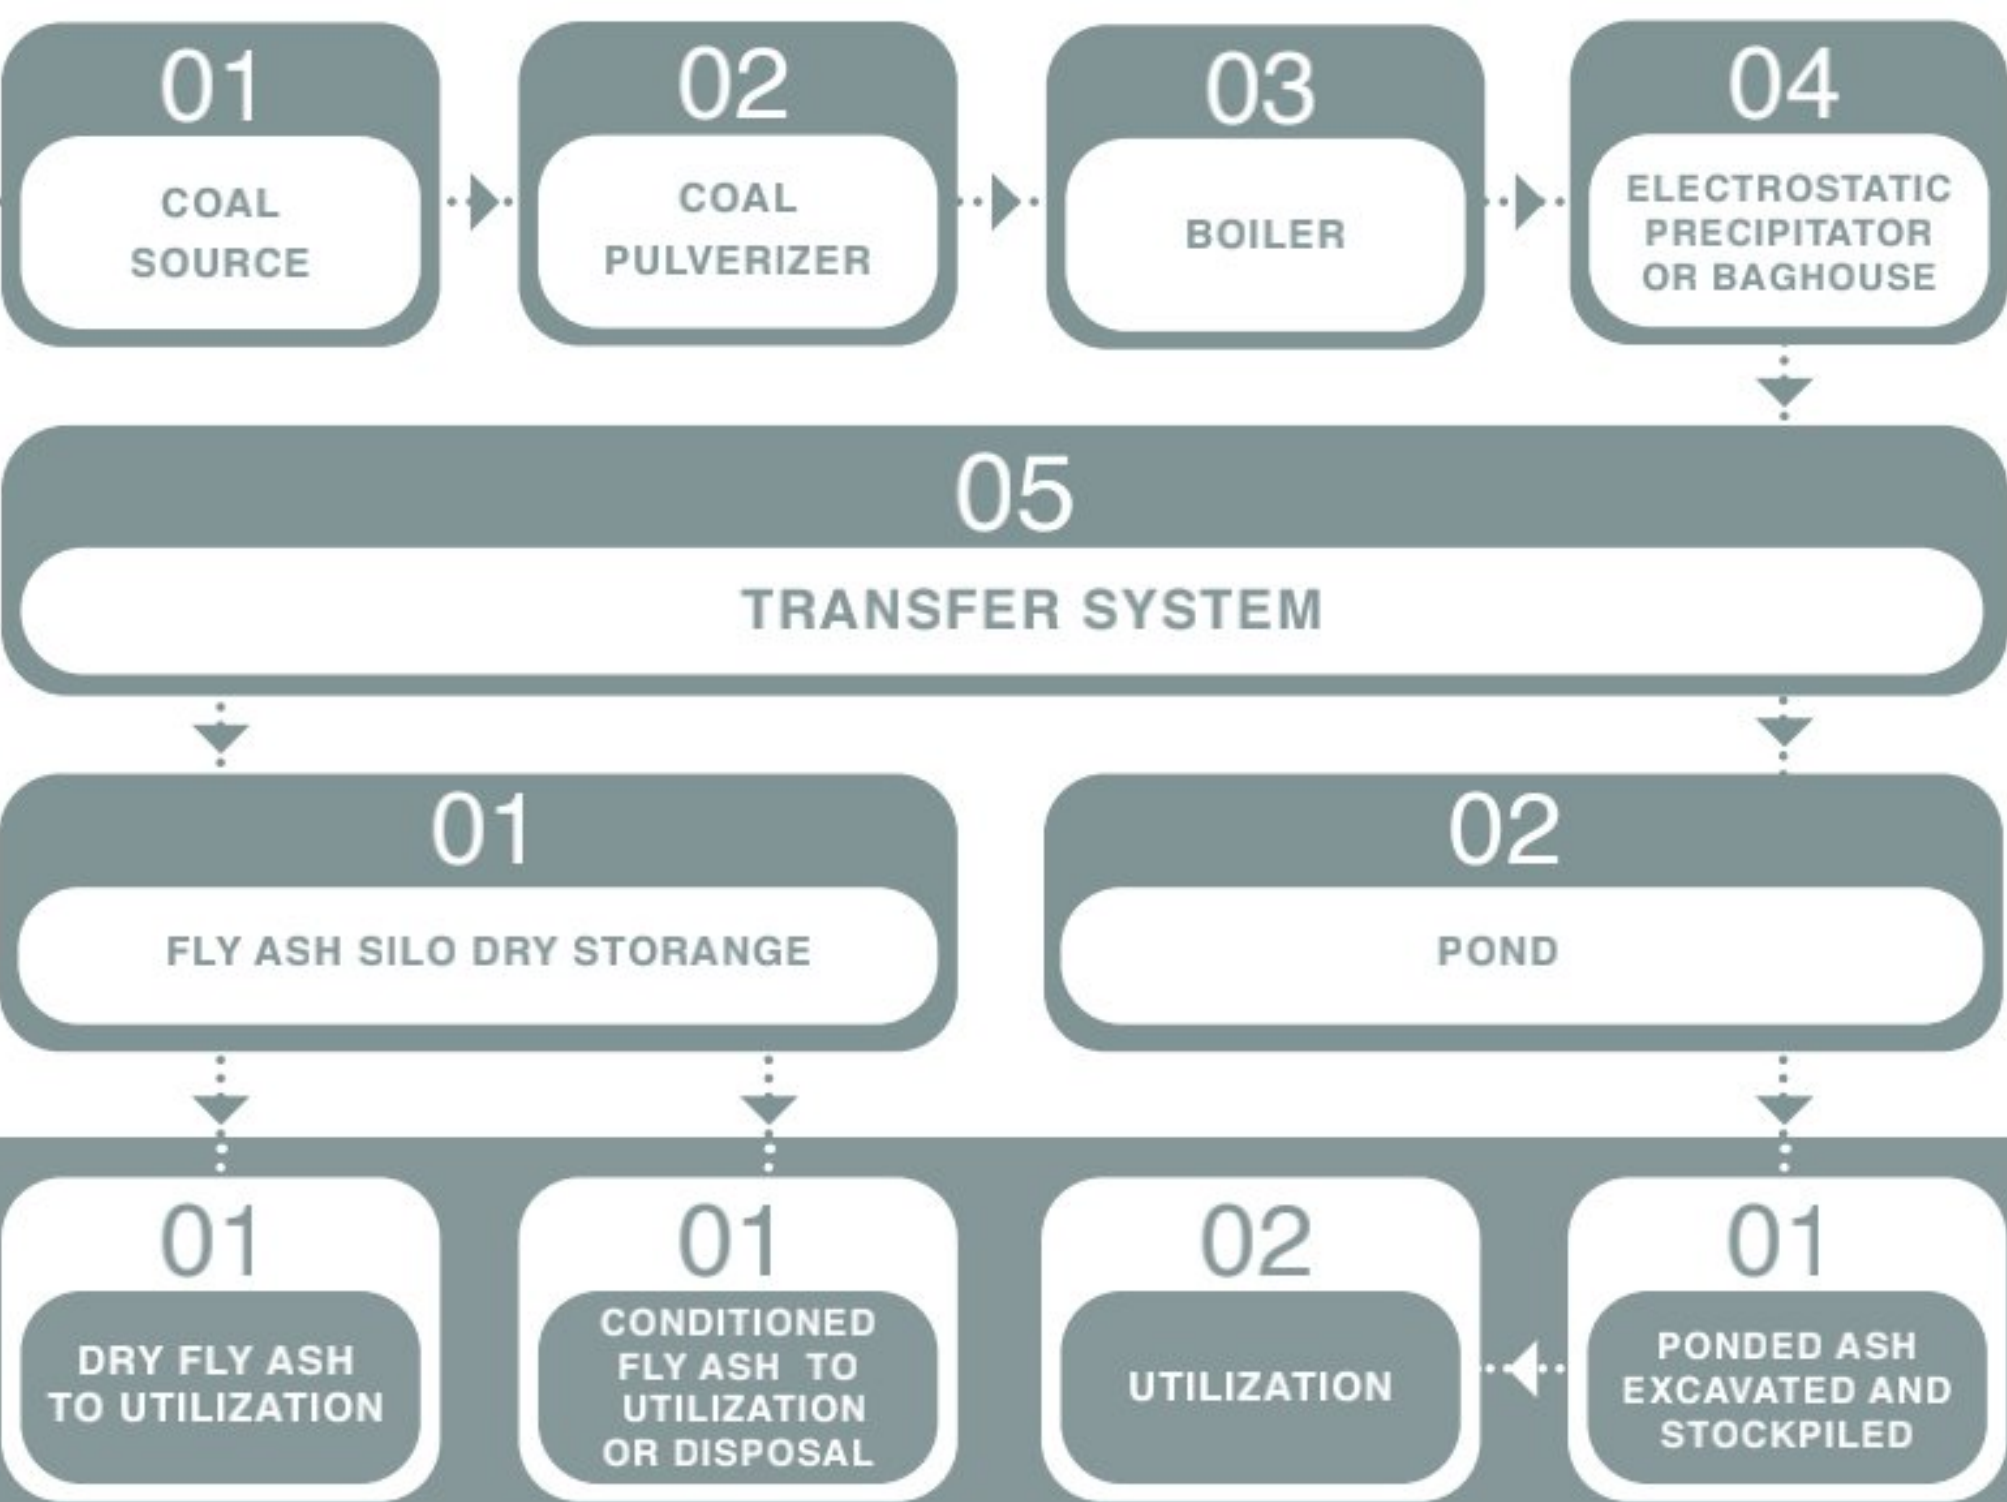 01
COAL
SOURCE
02
COAL
PULVERIZER
03
BOILER
04
ELECTROSTATIC
PRECIPITATOR
OR BAGHOUSE
05
TRANSFER SYSTEM
01
FLY ASH SILO DRY STORANGE
02
POND
01
DRY FLY ASH
TO UTILIZATION
01
CONDITIONED
FLY ASH TO
UTILIZATION
OR DISPOSAL
02
UTILIZATION
01
PONDED ASH
EXCAVATED AND
STOCKPILED